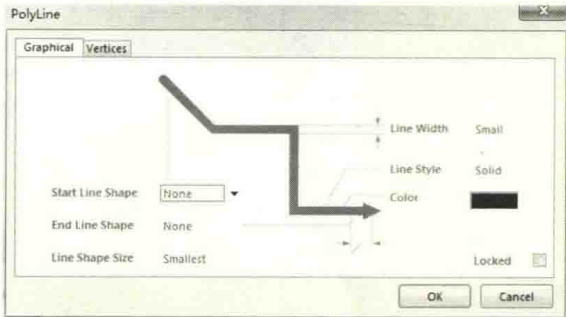 PolyLine
Graphical Vertices
Line Width Small
Line Style Solid
Start Line Shape None
Color
End Line Shape None
Line Shape Size Smallest
Locked
OK Cancel